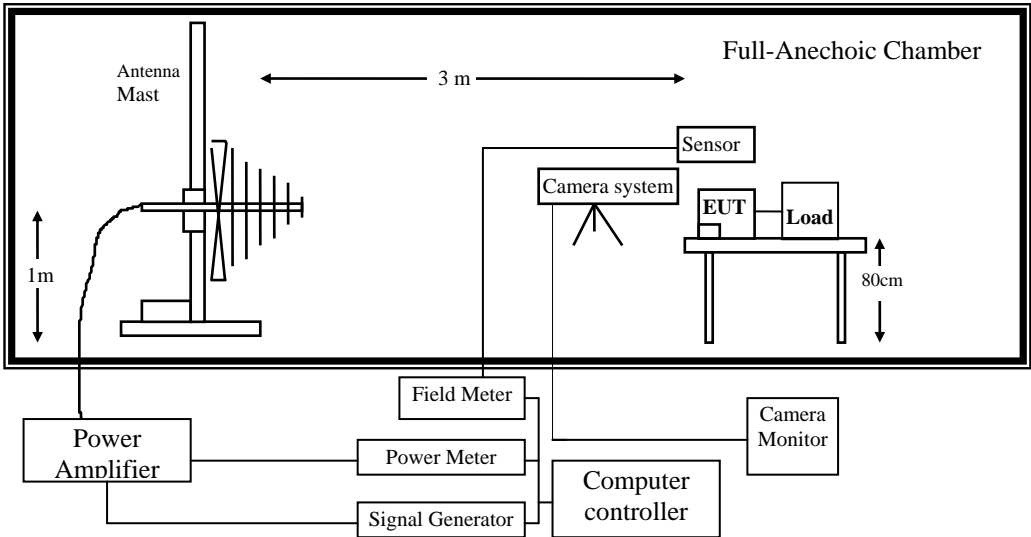 Full-Anechoic Chamber
Antenna
Mast
3 m
Sensor
Camera system
EUT
Load
1m
80cm
Field Meter
Camera
Monitor
Power
Amplifier
Power Meter
Computer
controller
Signal Generator